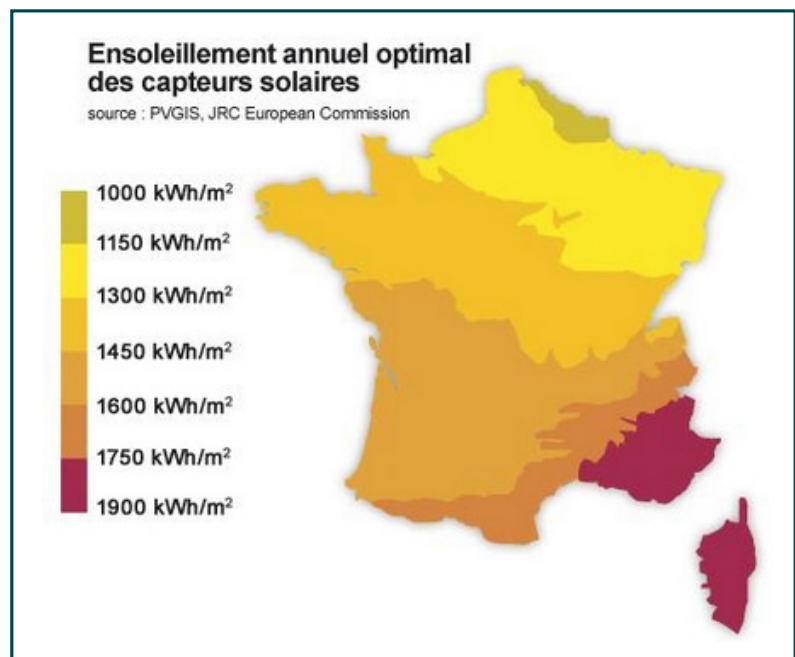 Ensoleillement annuel optimal
des capteurs solaires
source : PVGIS, JRC European Commission
1000 kWh/m²
1150 kWh/m²
1300 kWh/m²
1450 kWh/m²
1600 kWh/m²
1750 kWh/m²
1900 kWh/m²